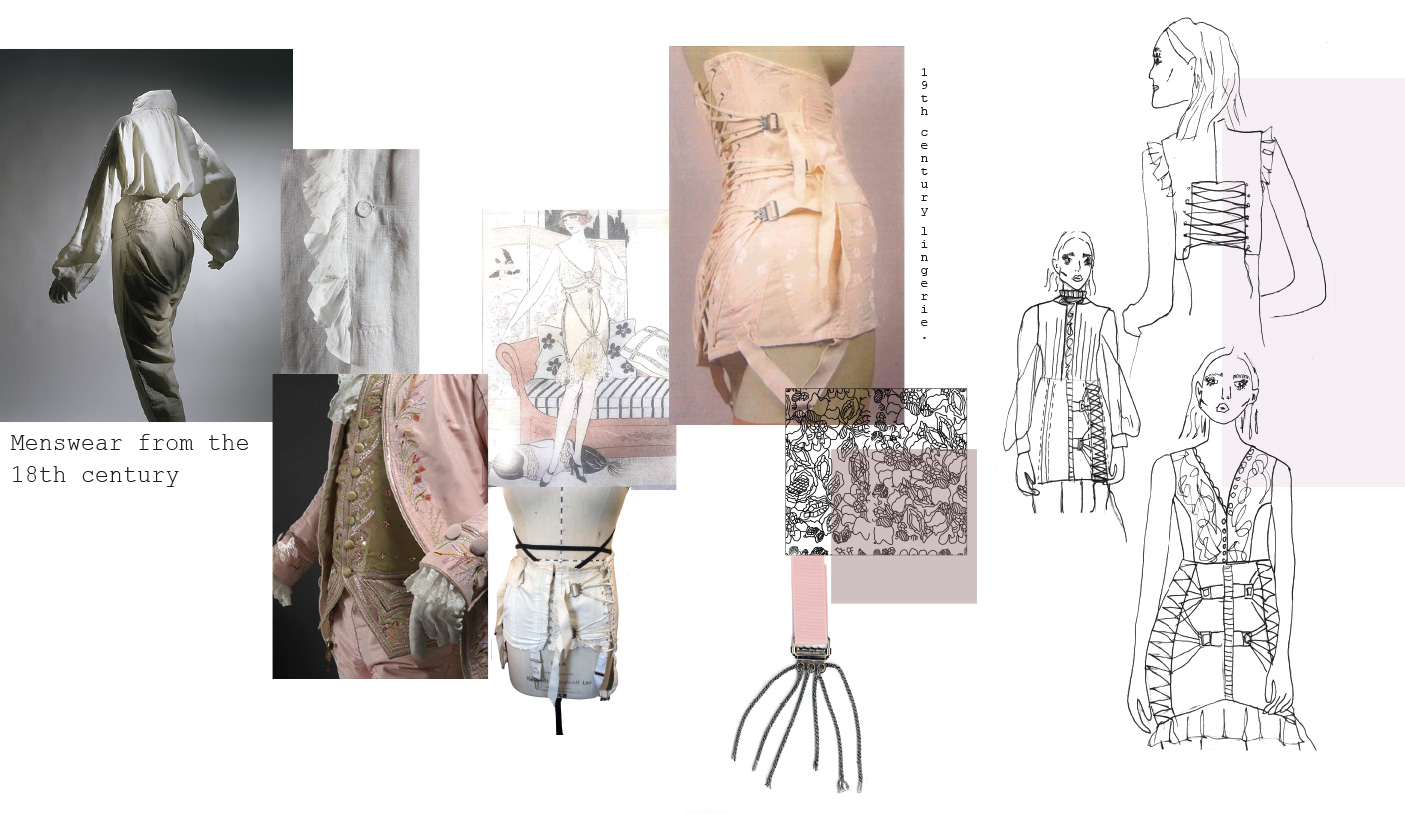 Menswear from the
18th century
19th century lingerie.